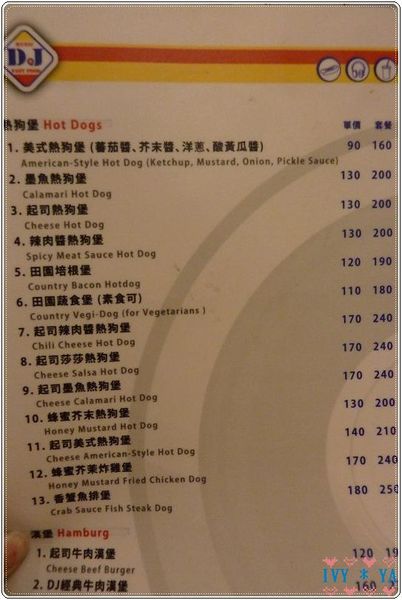 DJ
FAST FOOD
熱狗堡 Hot Dogs 單價 套餐
1. 美式熱狗堡 (蕃茄醬、芥末醬、洋蔥、酸黃瓜醬) 90 160
American-Style Hot Dog (Ketchup, Mustard, Onion, Pickle Sauce)
2. 墨魚熱狗堡 130 200
Calamari Hot Dog
3. 起司熱狗堡 130 200
Cheese Hot Dog
4. 辣肉醬熱狗堡 130 200
Spicy Meat Sauce Hot Dog
5. 田園培根堡 120 190
Country Bacon Hotdog
6. 田園蔬食堡 (素食可) 110 180
Country Vegi-Dog (for Vegetarians )
7. 起司辣肉醬熱狗堡 170 240
Chili Cheese Hot Dog
8. 起司莎莎熱狗堡 170 240
Cheese Salsa Hot Dog
9. 起司墨魚熱狗堡 170 240
Cheese Calamari Hot Dog
10. 蜂蜜芥末熱狗堡 130 200
Honey Mustard Hot Dog
11. 起司美式熱狗堡 140 210
Cheese American-Style Hot Dog
12. 蜂蜜芥茉炸雞堡 170 240
Honey Mustard Fried Chicken Dog
13. 香蟹魚排堡 180 250
Crab Sauce Fish Steak Dog
漢堡 Hamburg
1. 起司牛肉漢堡 120 19
Cheese Beef Burger
2. DJ經典牛肉漢堡 160 2
IVY * YA